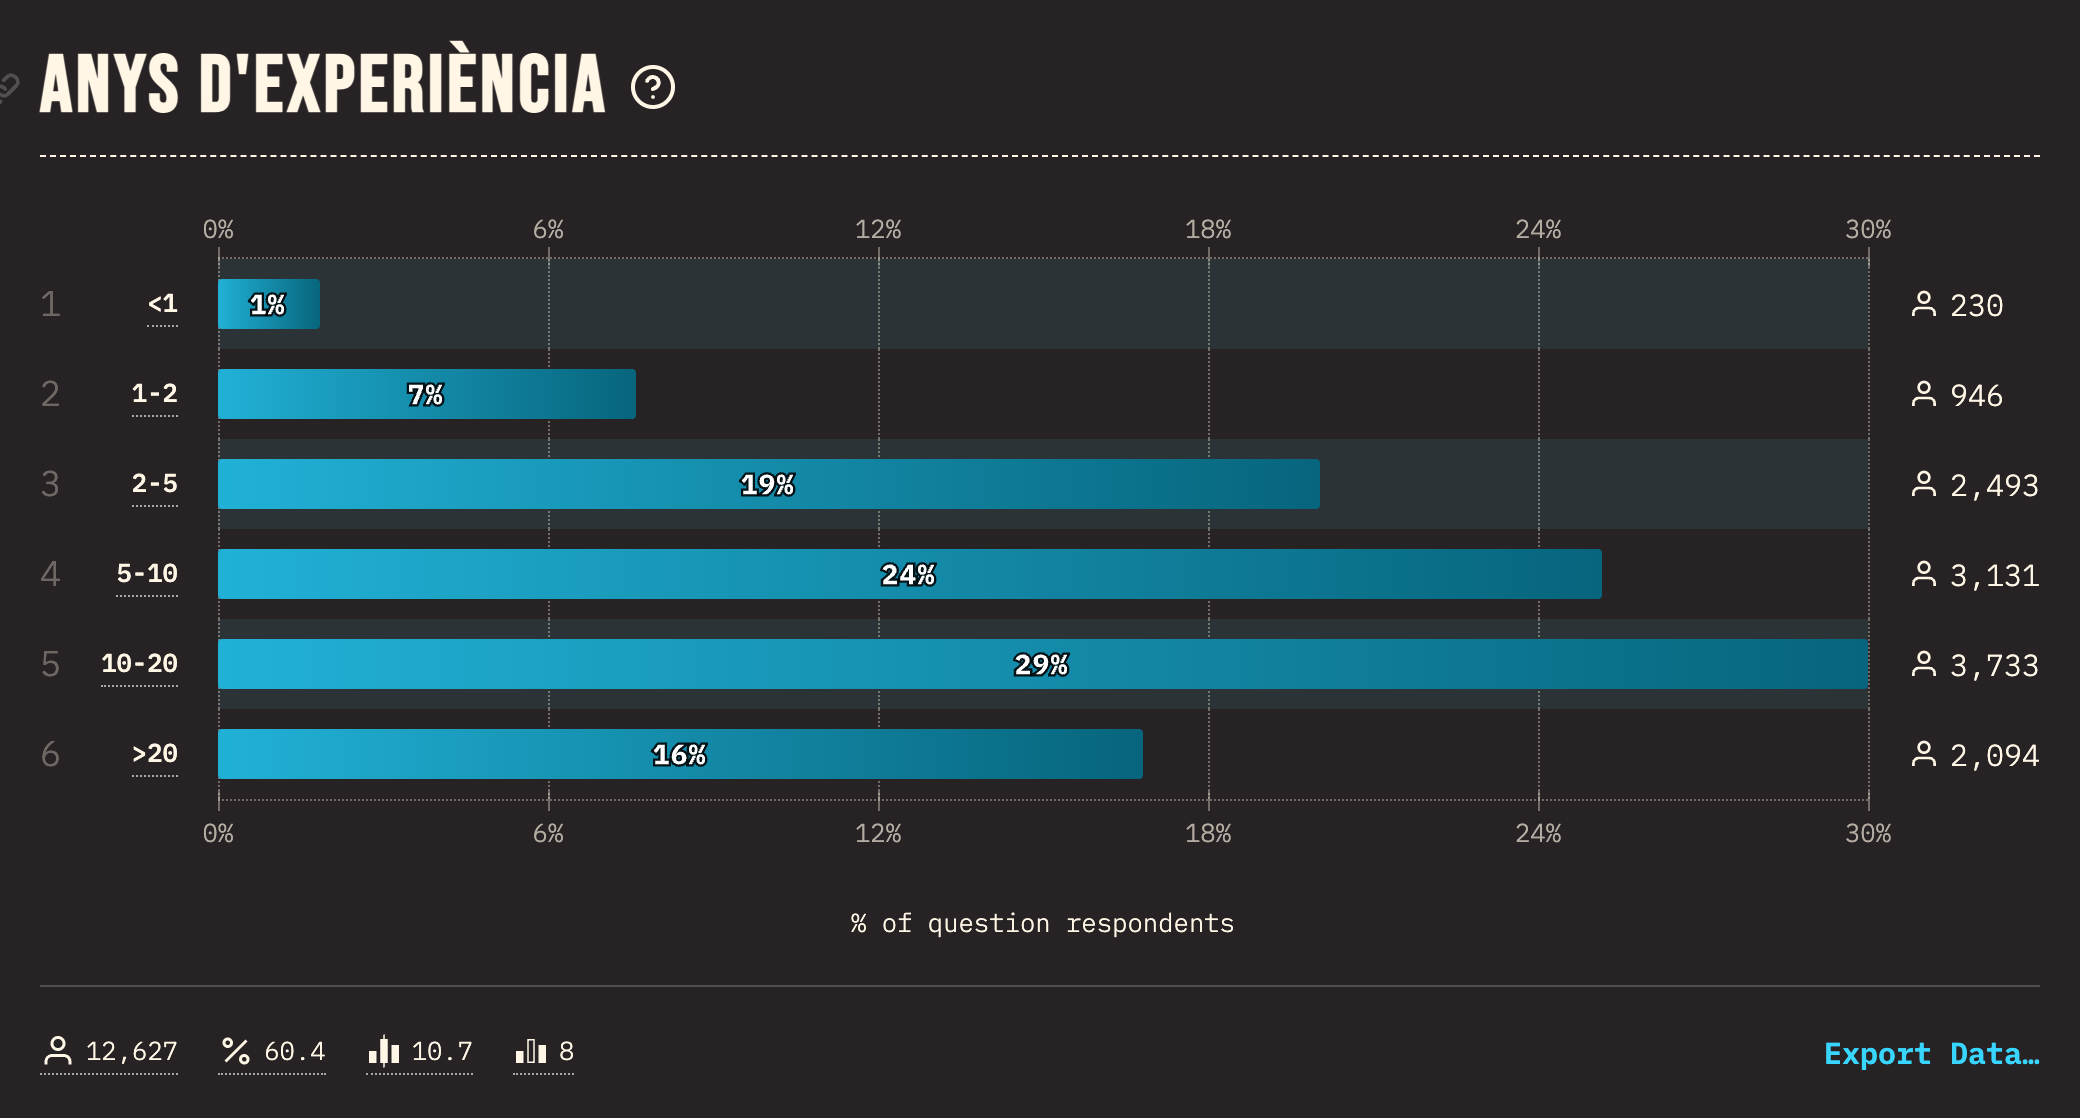 ANYS D'EXPERIÈNCIA ?
0% 6% 12% 18% 24% 30%
1 <1 1% 230
2 1-2 7% 946
3 2-5 19% 2,493
4 5-10 24% 3,131
5 10-20 29% 3,733
6 >20 16% 2,094
0% 6% 12% 18% 24% 30%
% of question respondents
12,627 % 60.4 10.7 8 Export Data…